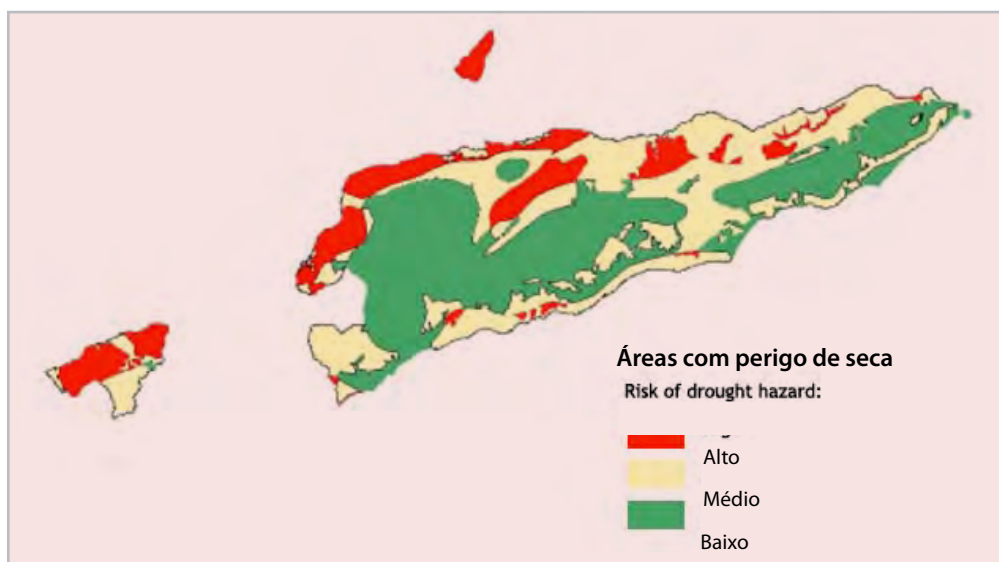 Áreas com perigo de seca
Risk of drought hazard:
Alto
Médio
Baixo